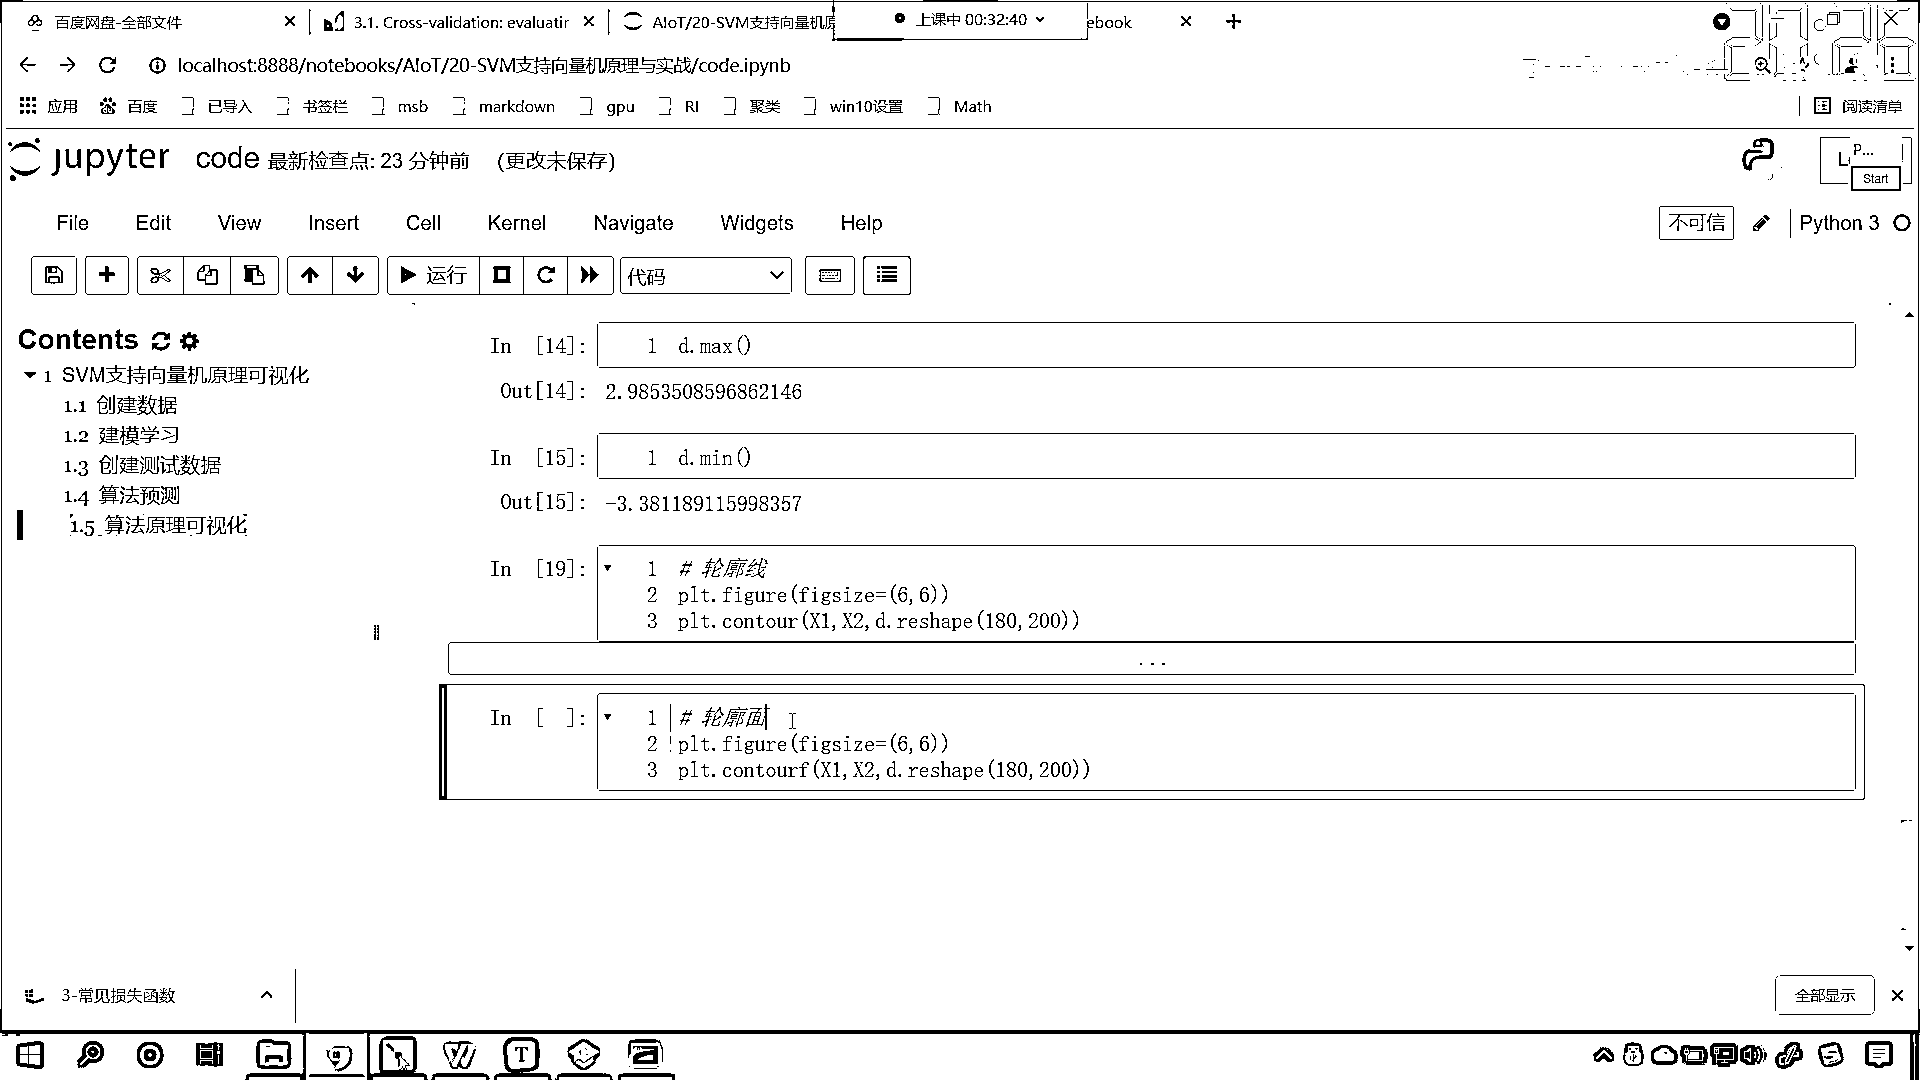 百度网盘-全部文件
3.1. Cross-validation: evaluatir
AIoT/20-SVM支持向量机原
上课中 00:32:40
ebook
localhost:8888/notebooks/AIoT/20-SVM支持向量机原理与实战/code.ipynb
应用 百度 已导入 书签栏 msb markdown gpu RI 聚类 win10设置 Math 阅读清单
jupyter code 最新检查点: 23 分钟前 (更改未保存)
P...
Start
File Edit View Insert Cell Kernel Navigate Widgets Help 不可信 Python 3
运行 代码
Contents
1 SVM支持向量机原理可视化
1.1 创建数据
1.2 建模学习
1.3 创建测试数据
1.4 算法预测
1.5 算法原理可视化
In [14]: 1 d.max()
Out[14]: 2.9853508596862146
In [15]: 1 d.min()
Out[15]: -3.381189115998357
In [19]: 1 # 轮廓线
2 plt.figure(figsize=(6,6))
3 plt.contour(X1,X2,d.reshape(180,200))
...
In [ ]: 1 # 轮廓面
2 plt.figure(figsize=(6,6))
3 plt.contourf(X1,X2,d.reshape(180,200))
3-常见损失函数
全部显示